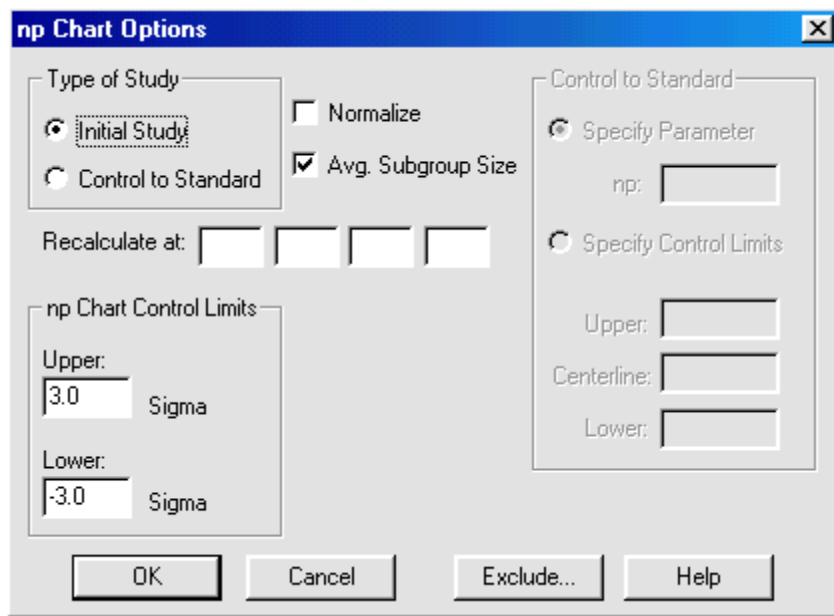 np Chart Options
Type of Study
Initial Study
Control to Standard
Normalize
Avg. Subgroup Size
Recalculate at:
np Chart Control Limits
Upper:
3.0 Sigma
Lower:
-3.0 Sigma
Control to Standard
Specify Parameter
np:
Specify Control Limits
Upper:
Centerline:
Lower:
OK Cancel Exclude... Help